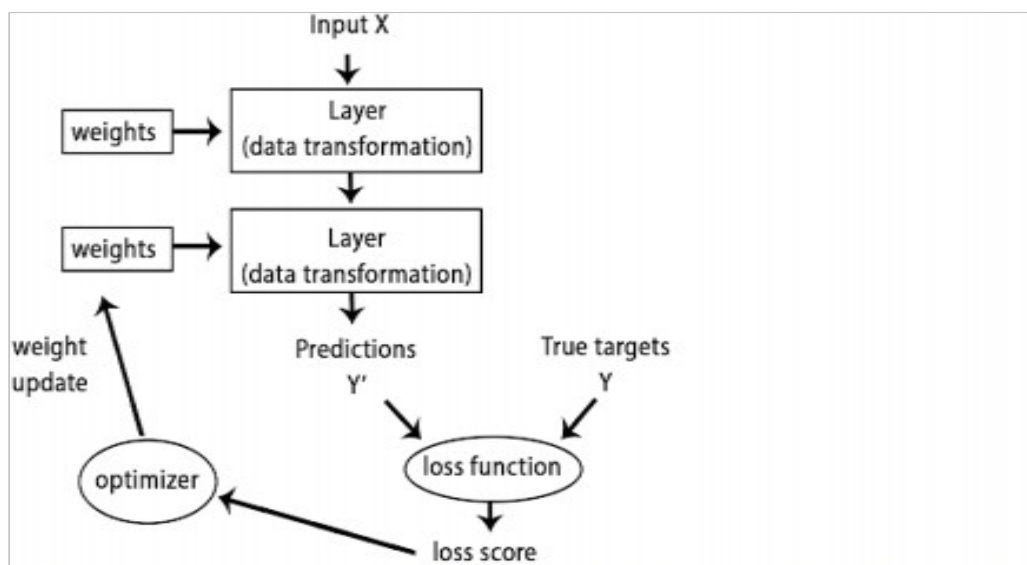 Input X
Layer
(data transformation)
weights
Layer
(data transformation)
weights
weight
update
Predictions
Y'
True targets
Y
loss function
optimizer
loss score